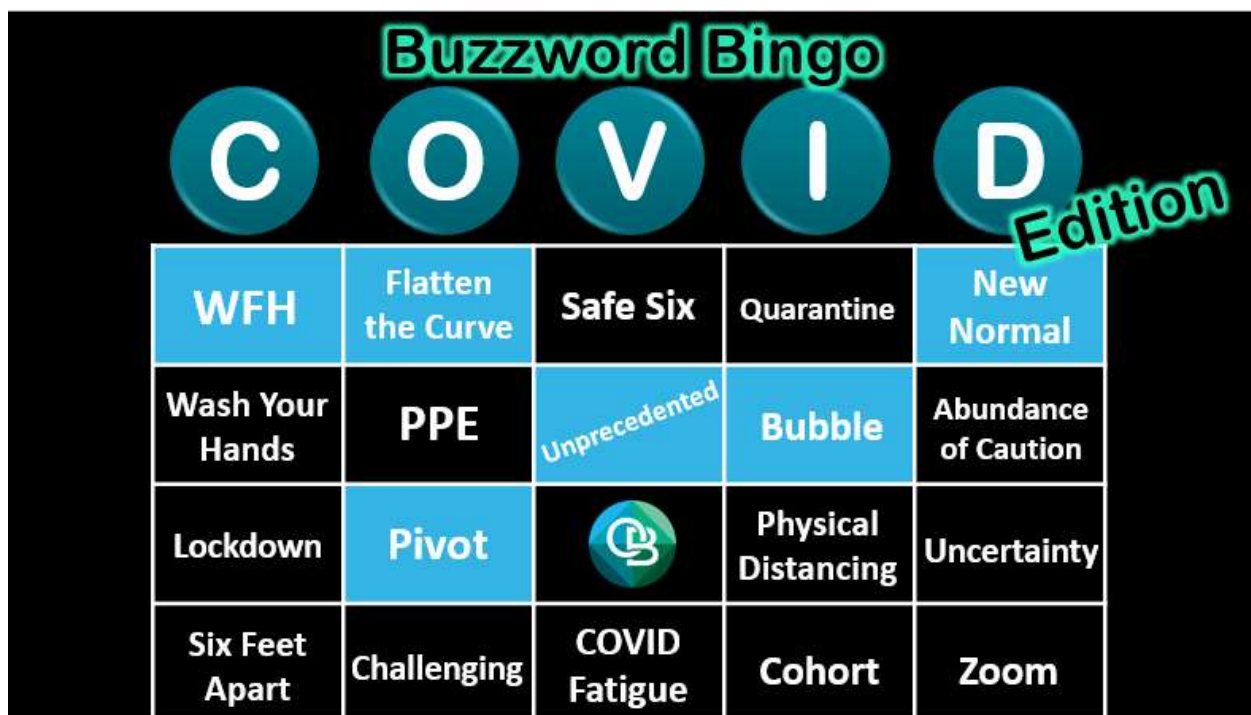 Buzzword Bingo
C O V I D
Edition
WFH
Flatten
the Curve
Safe Six
Quarantine
New
Normal
Wash Your
Hands
PPE
Unprecedented
Bubble
Abundance
of Caution
Lockdown
Pivot
Physical
Distancing
Uncertainty
Six Feet
Apart
Challenging
COVID
Fatigue
Cohort
Zoom